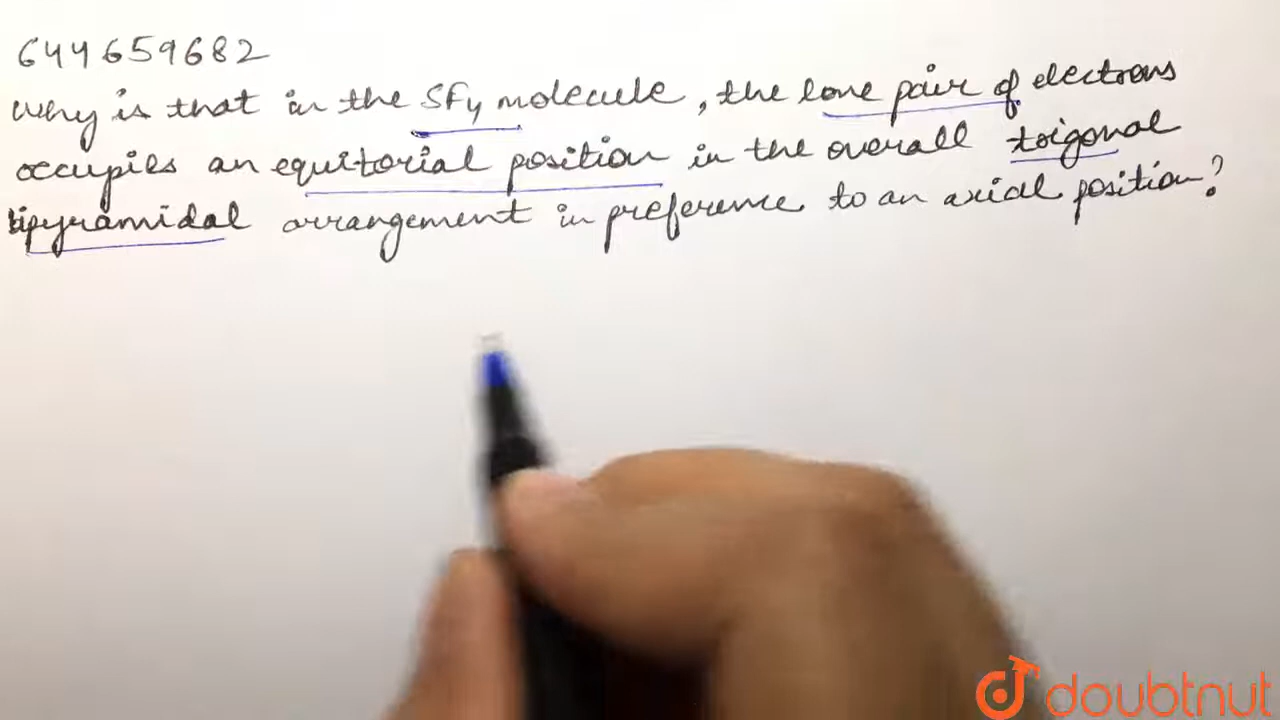 644659682
Why is that in the SF4 molecule, the lone pair of electrons
occupies an equitorial position in the overall trigonal
bipyramidal arrangement in preference to an axial position?
doubtnut